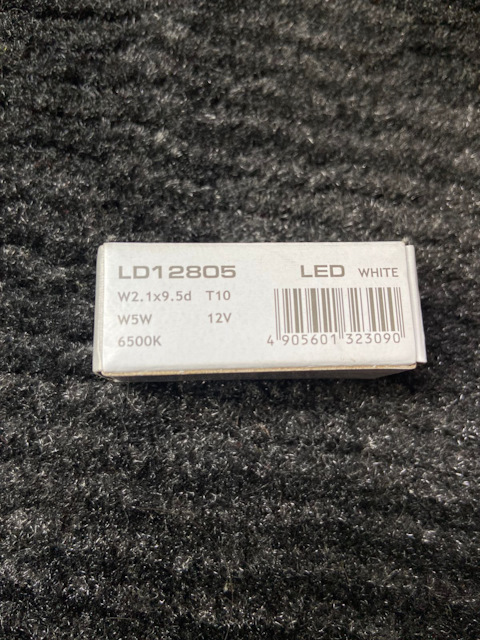 LD12805 LED WHITE
W2.1x9.5d T10
W5W 12V
6500K
4 905601 323090